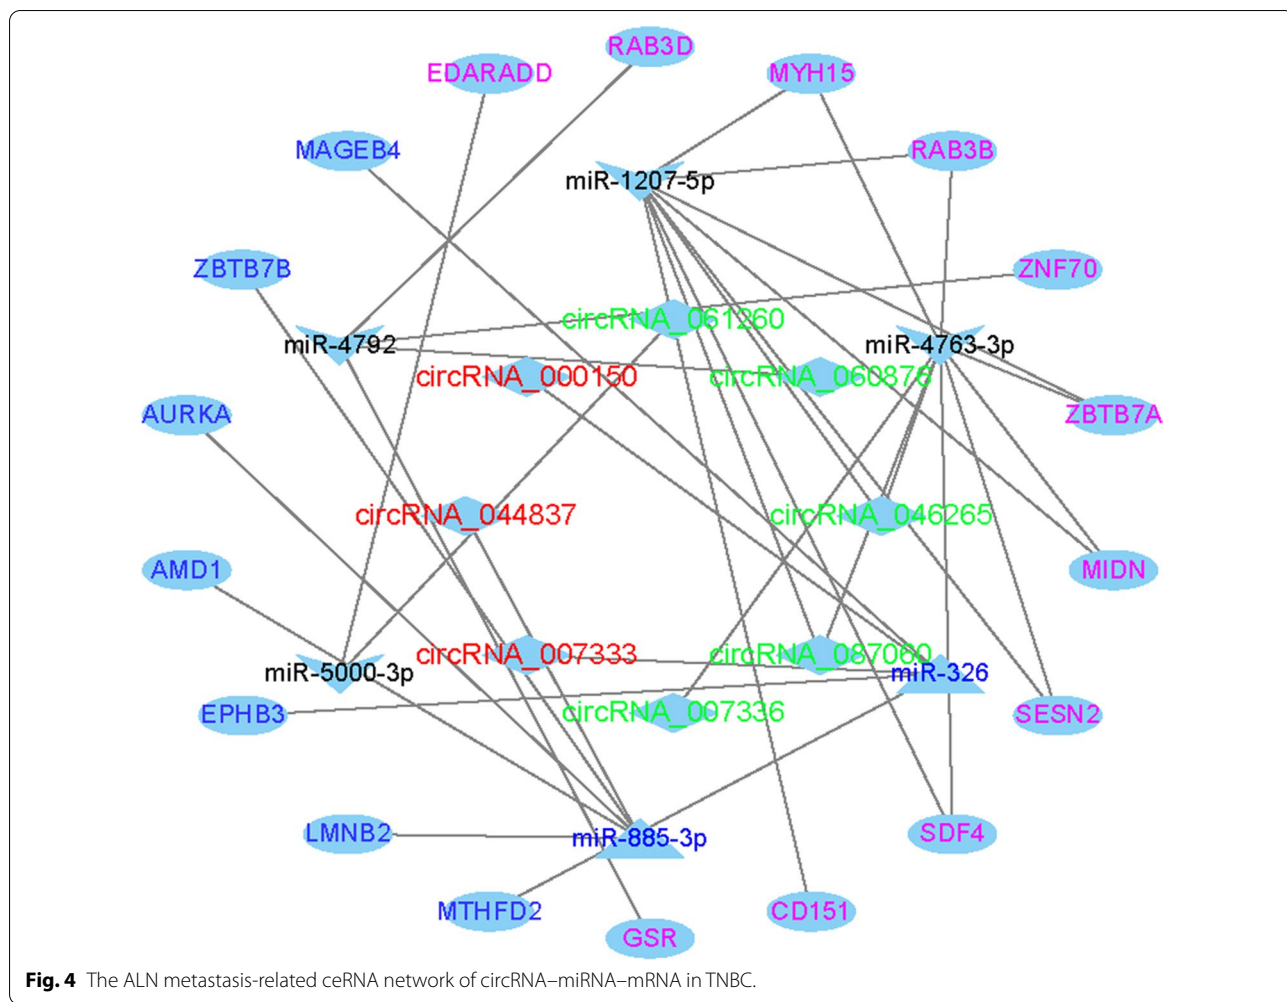 RAB3D
EDARADD
MYH15
MAGEB4
RAB3B
miR-1207-5p
ZBTB7B
ZNF70
circRNA_061260
miR-4792
miR-4763-3p
circRNA_000150
circRNA_060876
AURKA
ZBTB7A
circRNA_044837
circRNA_046265
AMD1
MIDN
circRNA_007333
circRNA_087060
miR-5000-3p
miR-326
EPHB3
circRNA_007336
SESN2
LMNB2
miR-885-3p
SDF4
MTHFD2
CD151
GSR
Fig. 4 The ALN metastasis-related ceRNA network of circRNA–miRNA–mRNA in TNBC.